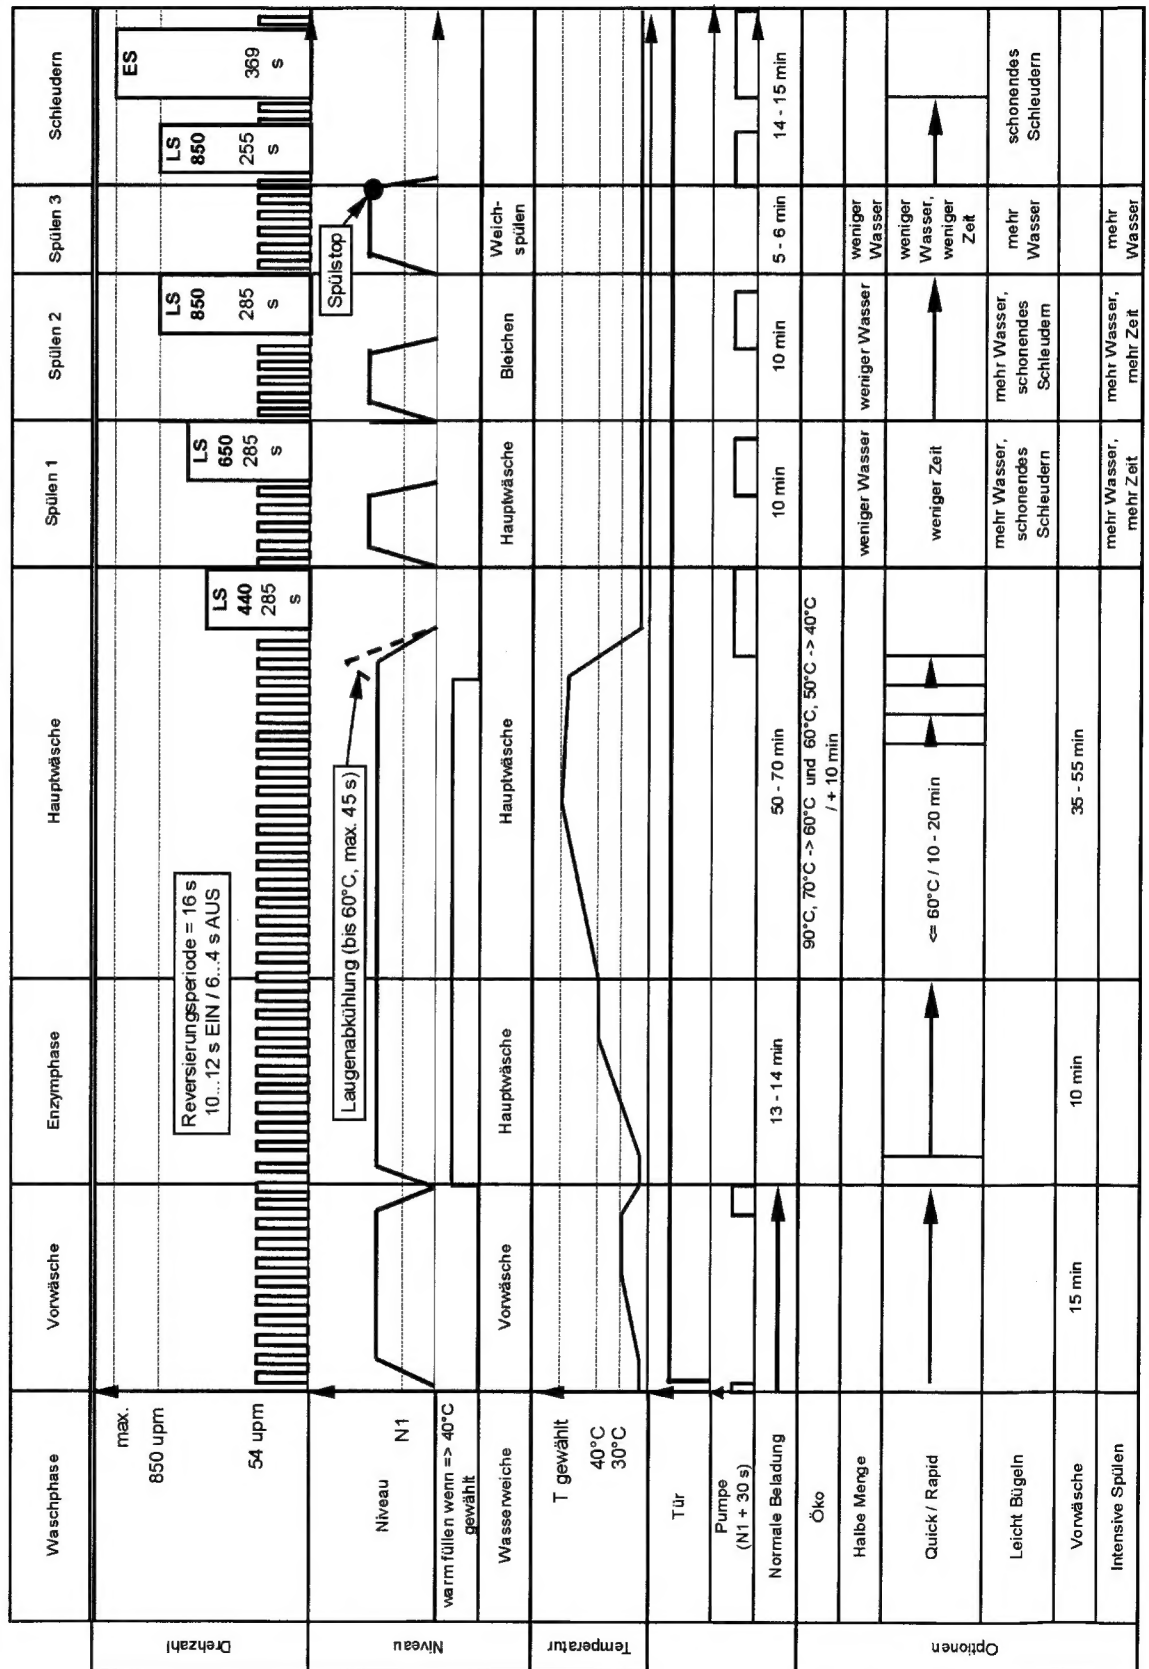 Waschphase
Vorwäsche
Enzymphase
Hauptwäsche
Spülen 1
Spülen 2
Spülen 3
Schleudern
Drehzahl
max.
850 upm
54 upm
Reversierungsperiode = 16 s
10...12 s EIN / 6...4 s AUS
LS
440
285
s
LS
650
285
s
LS
850
285
s
LS
850
255
s
ES
369
s
Niveau
Niveau
N1
warm füllen wenn => 40°C
gewählt
Laugenabkühlung (bis 60°C, max. 45 s)
Spülstop
Wasserweiche
Vorwäsche
Hauptwäsche
Hauptwäsche
Hauptwäsche
Bleichen
Weich-
spülen
Temperatur
T gewählt
40°C
30°C
Tür
Pumpe
(N1 + 30 s)
Normale Beladung
13 - 14 min
50 - 70 min
10 min
10 min
5 - 6 min
14 - 15 min
Optionen
Öko
90°C, 70°C -> 60°C und 60°C, 50°C -> 40°C
/ + 10 min
Halbe Menge
weniger Wasser
weniger Wasser
weniger
Wasser
Quick / Rapid
<= 60°C / 10 - 20 min
weniger Zeit
weniger
Wasser,
weniger
Zeit
Leicht Bügeln
mehr Wasser,
schonendes
Schleudern
mehr Wasser,
schonendes
Schleudern
mehr
Wasser
schonendes
Schleudern
Vorwäsche
15 min
10 min
35 - 55 min
Intensive Spülen
mehr Wasser,
mehr Zeit
mehr Wasser,
mehr Zeit
mehr
Wasser